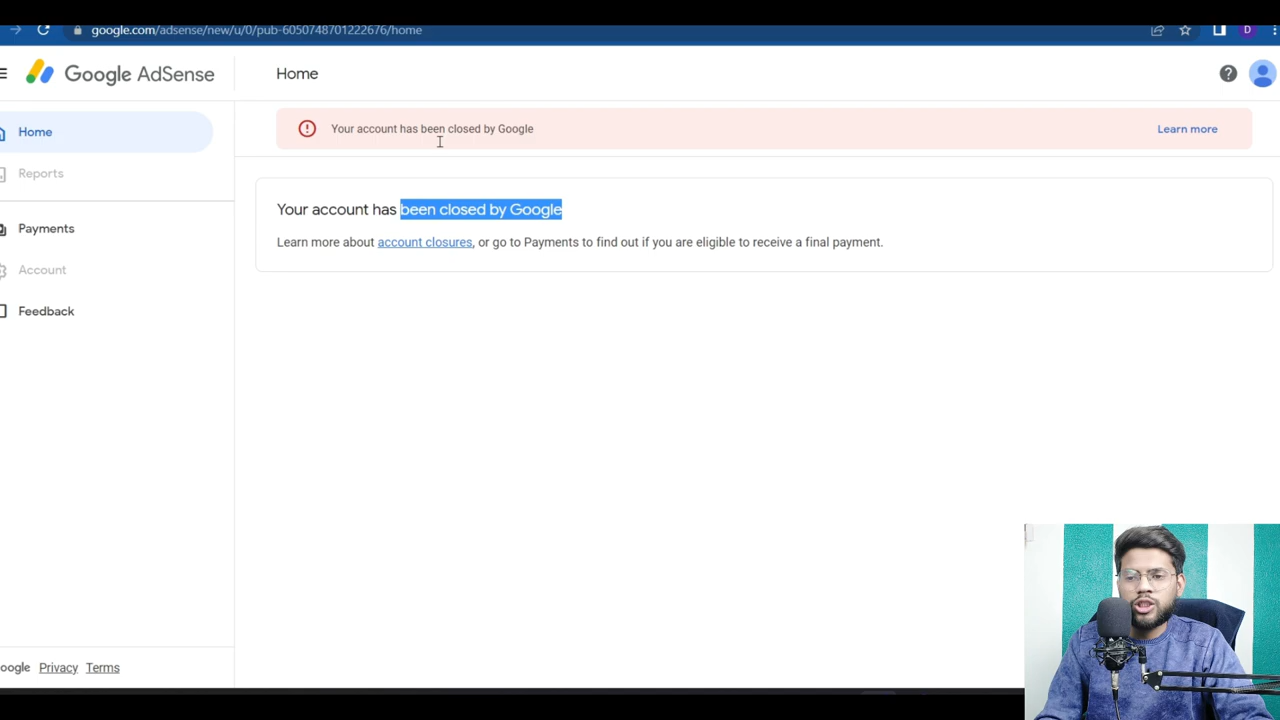 google.com/adsense/new/u/0/pub-6050748701222676/home
D
Google AdSense
Home
?
Home
Your account has been closed by Google
Learn more
Reports
Your account has been closed by Google
Payments
Learn more about account closures, or go to Payments to find out if you are eligible to receive a final payment.
Account
Feedback
oogle Privacy Terms